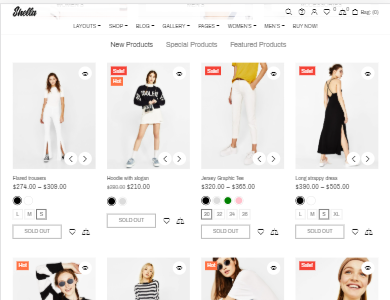 Shella
Bag: (0)
LAYOUTS SHOP BLOG GALLERY PAGES WOMEN'S MEN'S BUY NOW!
New Products Special Products Featured Products
Sale! Sale! Sale!
Hot
Flared trousers Hoodie with slogan Jersey Graphic Tee Long strappy dress
$274.00 – $309.00 $210.00 $320.00 – $365.00 $390.00 – $505.00
L M S 30 32 34 36 L M S XL
SOLD OUT SOLD OUT SOLD OUT SOLD OUT
Hot Hot Sale!